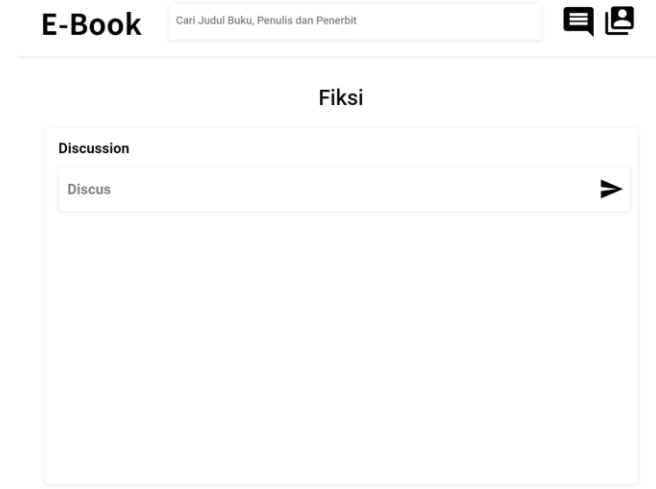 E-Book
Cari Judul Buku, Penulis dan Penerbit
Fiksi
Discussion
Discus